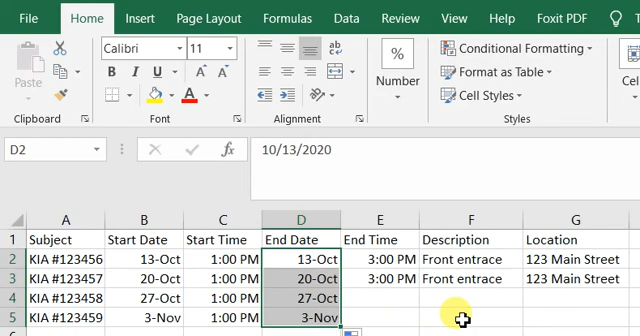 File Home Insert Page Layout Formulas Data Review View Help Foxit PDF
Calibri 11 ab Conditional Formatting
Paste B I U A A % Number Format as Table
A Cell Styles
Clipboard Font Alignment Styles
D2 fx 10/13/2020
A B C D E F G
1 Subject Start Date Start Time End Date End Time Description Location
2 KIA #123456 13-Oct 1:00 PM 13-Oct 3:00 PM Front entrace 123 Main Street
3 KIA #123457 20-Oct 1:00 PM 20-Oct 3:00 PM Front entrace 123 Main Street
4 KIA #123458 27-Oct 1:00 PM 27-Oct
5 KIA #123459 3-Nov 1:00 PM 3-Nov